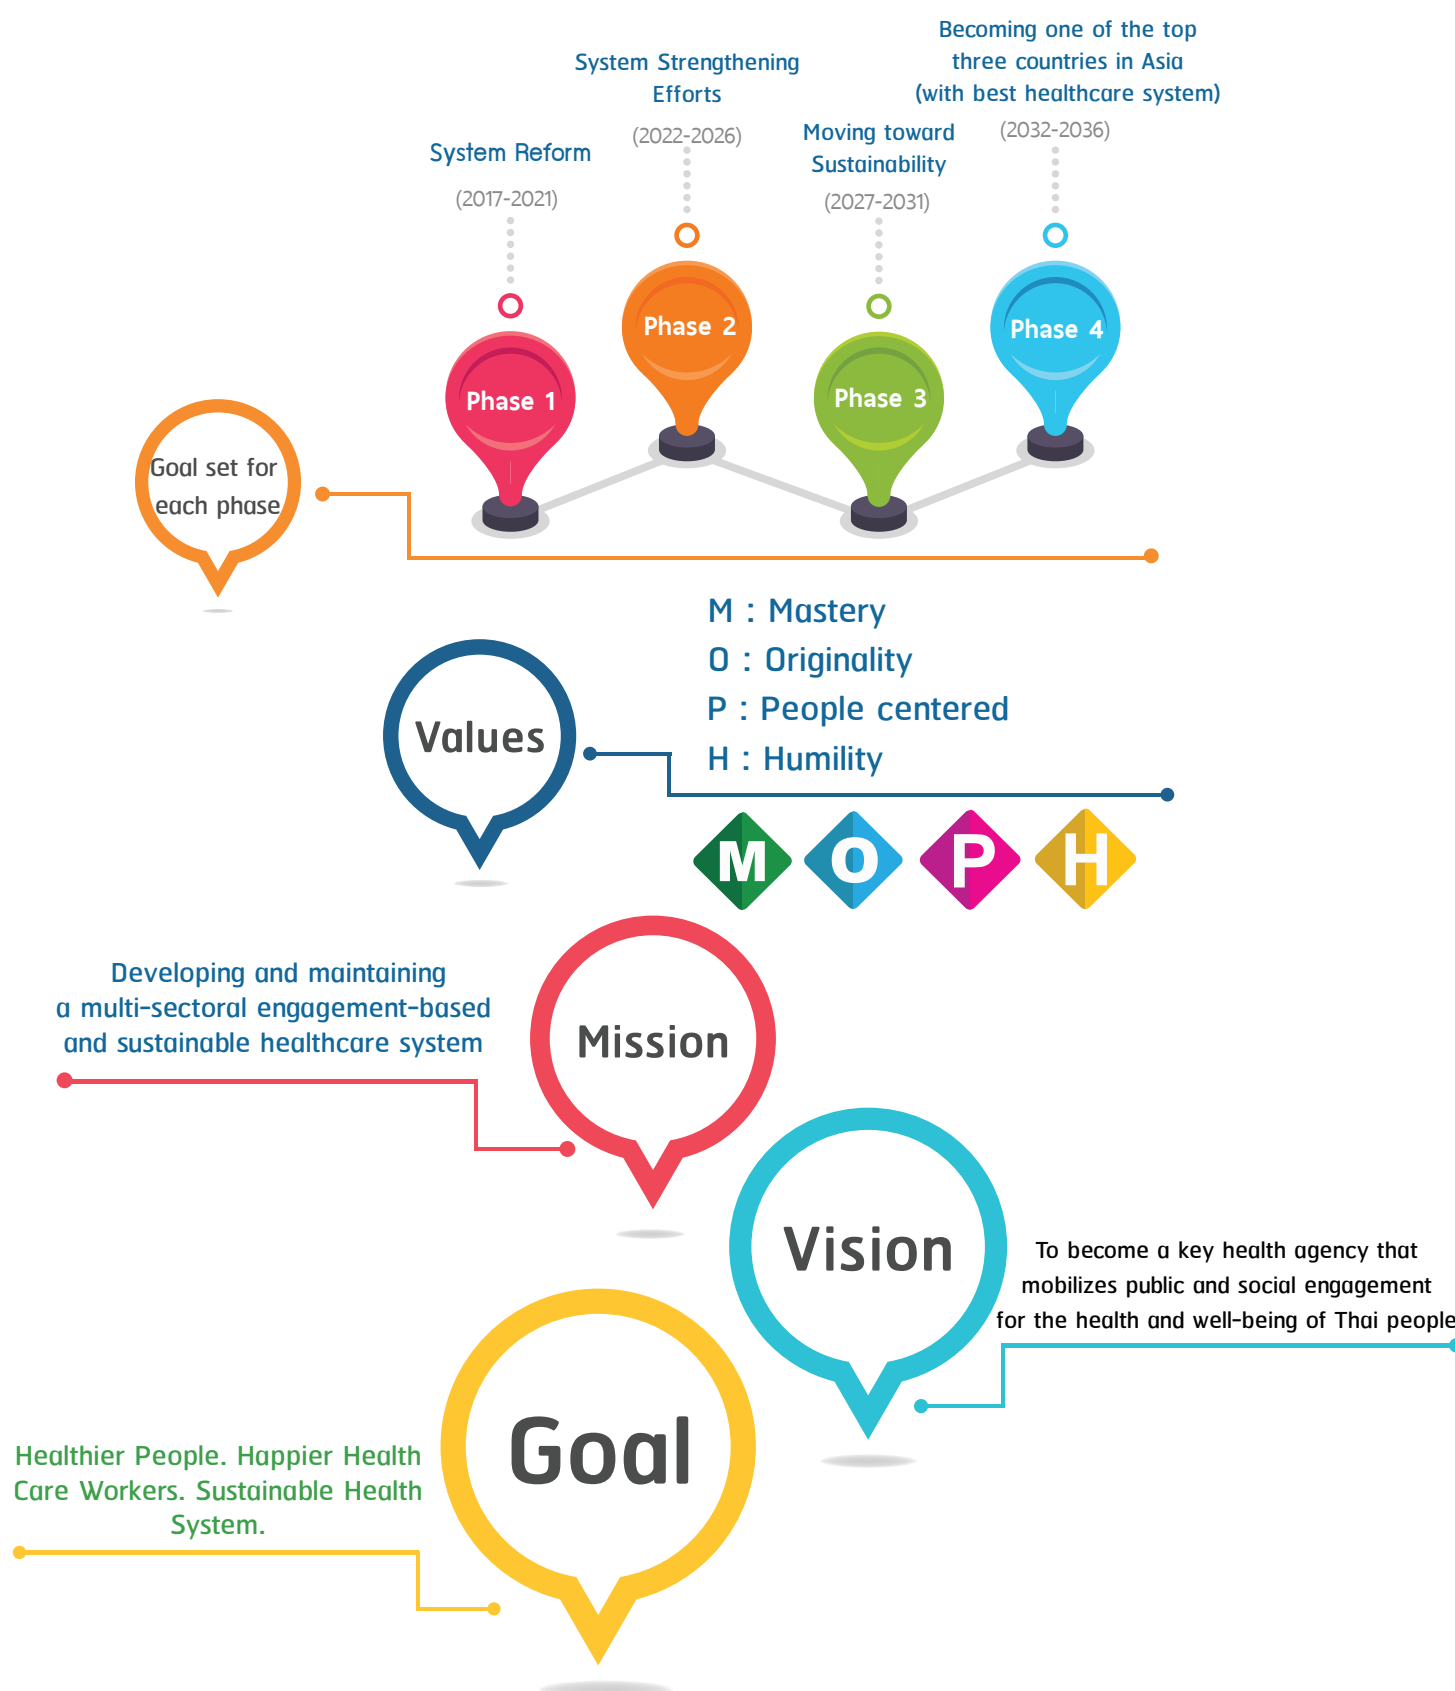 Becoming one of the top
three countries in Asia
(with best healthcare system)
(2032-2036)
System Strengthening
Efforts
(2022-2026)
Moving toward
Sustainability
(2027-2031)
System Reform
(2017-2021)
Phase 1
Phase 2
Phase 3
Phase 4
Goal set for
each phase
M : Mastery
O : Originality
P : People centered
H : Humility
Values
M O P H
Developing and maintaining
a multi-sectoral engagement-based
and sustainable healthcare system
Mission
Vision
To become a key health agency that
mobilizes public and social engagement
for the health and well-being of Thai people
Goal
Healthier People. Happier Health
Care Workers. Sustainable Health
System.